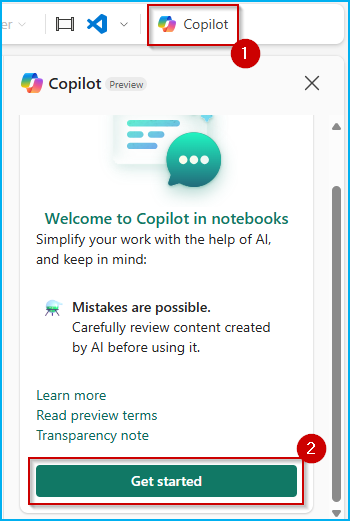 er
Copilot
1
Copilot Preview
Welcome to Copilot in notebooks
Simplify your work with the help of AI,
and keep in mind:
Mistakes are possible.
Carefully review content created
by AI before using it.
Learn more
Read preview terms
Transparency note
2
Get started